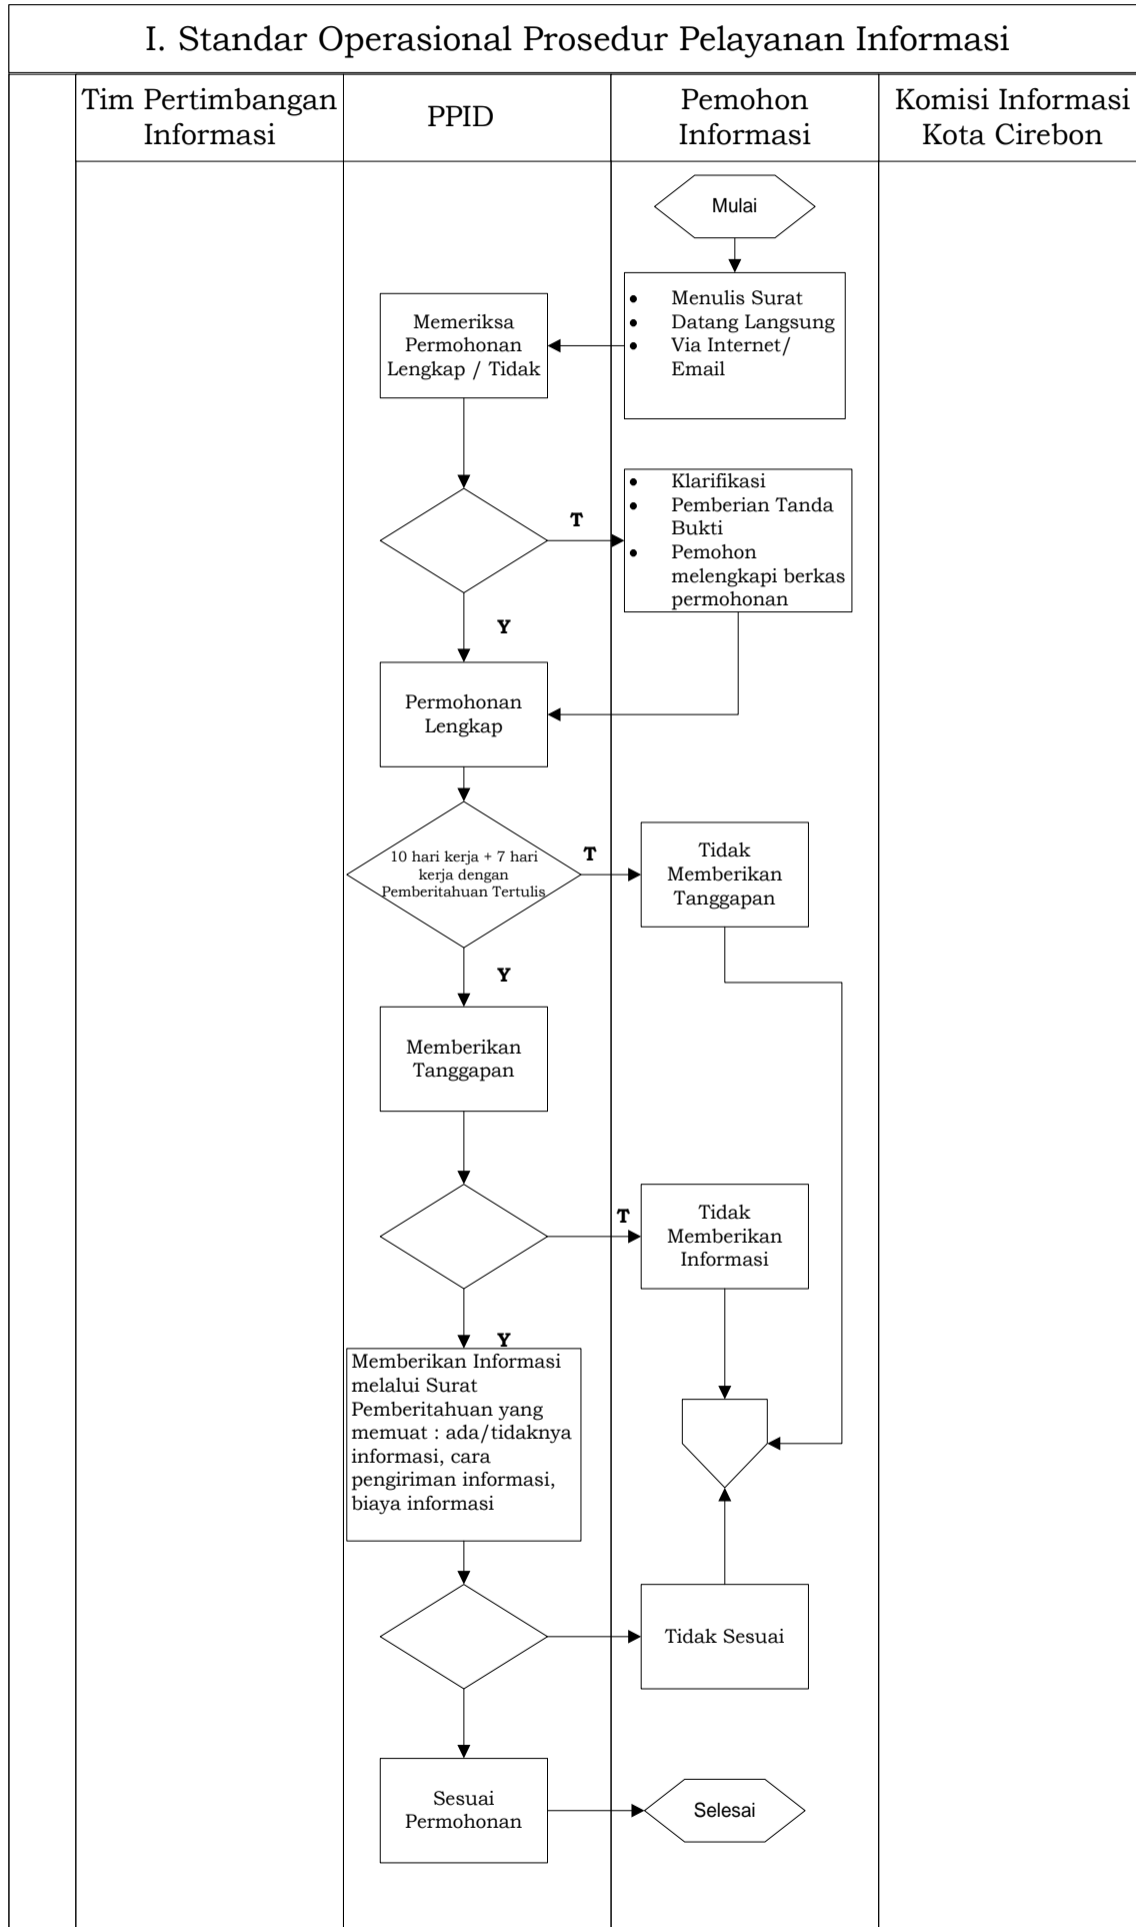 I. Standar Operasional Prosedur Pelayanan Informasi
Tim Pertimbangan
Informasi
PPID
Pemohon
Informasi
Komisi Informasi
Kota Cirebon
Mulai
• Menulis Surat
• Datang Langsung
• Via Internet/
Email
Memeriksa
Permohonan
Lengkap / Tidak
T
• Klarifikasi
• Pemberian Tanda
Bukti
• Pemohon
melengkapi berkas
permohonan
Y
Permohonan
Lengkap
10 hari kerja + 7 hari
kerja dengan
Pemberitahuan Tertulis
T
Tidak
Memberikan
Tanggapan
Y
Memberikan
Tanggapan
T
Tidak
Memberikan
Informasi
Y
Memberikan Informasi
melalui Surat
Pemberitahuan yang
memuat : ada/tidaknya
informasi, cara
pengiriman informasi,
biaya informasi
Tidak Sesuai
Sesuai
Permohonan
Selesai